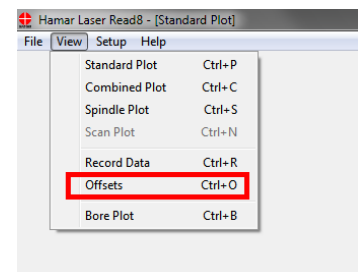 Hamar Laser Read8 - [Standard Plot]
File View Setup Help
Standard Plot Ctrl+P
Combined Plot Ctrl+C
Spindle Plot Ctrl+S
Scan Plot Ctrl+N
Record Data Ctrl+R
Offsets Ctrl+O
Bore Plot Ctrl+B